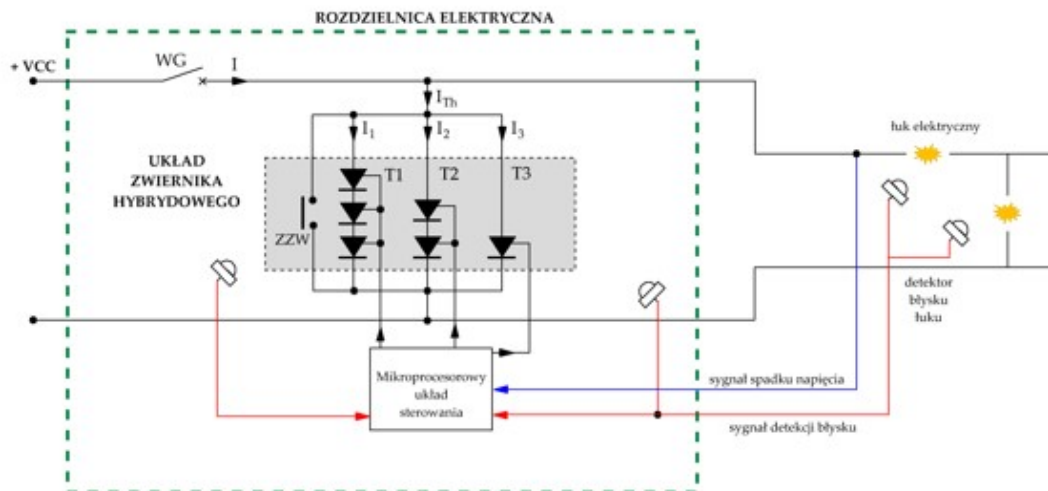 ROZDZIELNICA ELEKTRYCZNA
+ VCC
WG
I
I_Th
I₁
I₂
I₃
łuk elektryczny
UKŁAD
ZWIERNIKA
HYBRYDOWEGO
T1
T2
T3
ZZW
detektor
błysku
łuku
Mikroprocesorowy
układ
sterowania
sygnał spadku napięcia
sygnał detekcji błysku